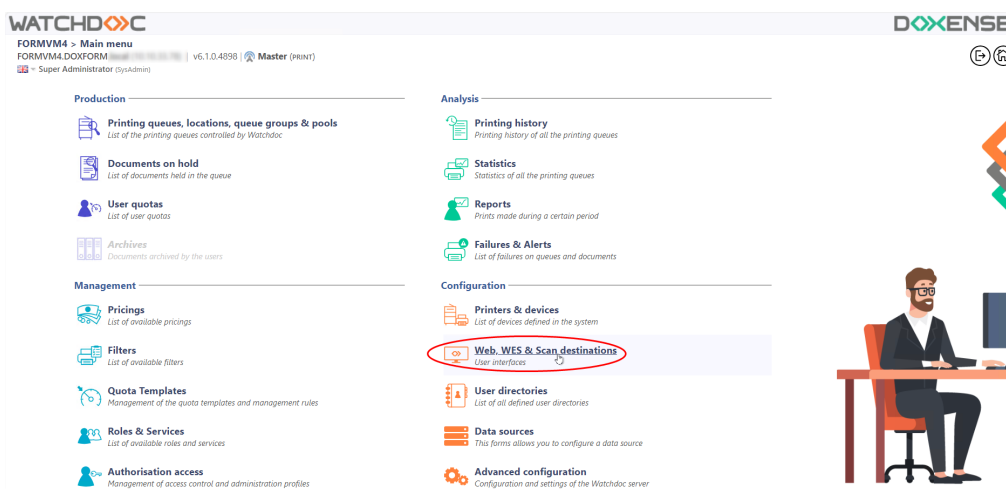 WATCHDOC
DOXENSE
FORMVM4 > Main menu
FORMVM4.DOXFORM | v6.1.0.4898 | Master (PRINT)
Super Administrator (SysAdmin)
Production
Printing queues, locations, queue groups & pools
List of the printing queues controlled by Watchdoc
Documents on hold
List of documents held in the queue
User quotas
List of user quotas
Archives
Documents archived by the users
Analysis
Printing history
Printing history of all the printing queues
Statistics
Statistics of all the printing queues
Reports
Prints made during a certain period
Failures & Alerts
List of failures on queues and documents
Management
Pricings
List of available pricings
Filters
List of available filters
Quota Templates
Management of the quota templates and management rules
Roles & Services
List of available roles and services
Authorisation access
Management of access control and administration profiles
Configuration
Printers & devices
List of devices defined in the system
Web, WES & Scan destinations
User interfaces
User directories
List of all defined user directories
Data sources
This forms allows you to configure a data source
Advanced configuration
Configuration and settings of the Watchdoc server